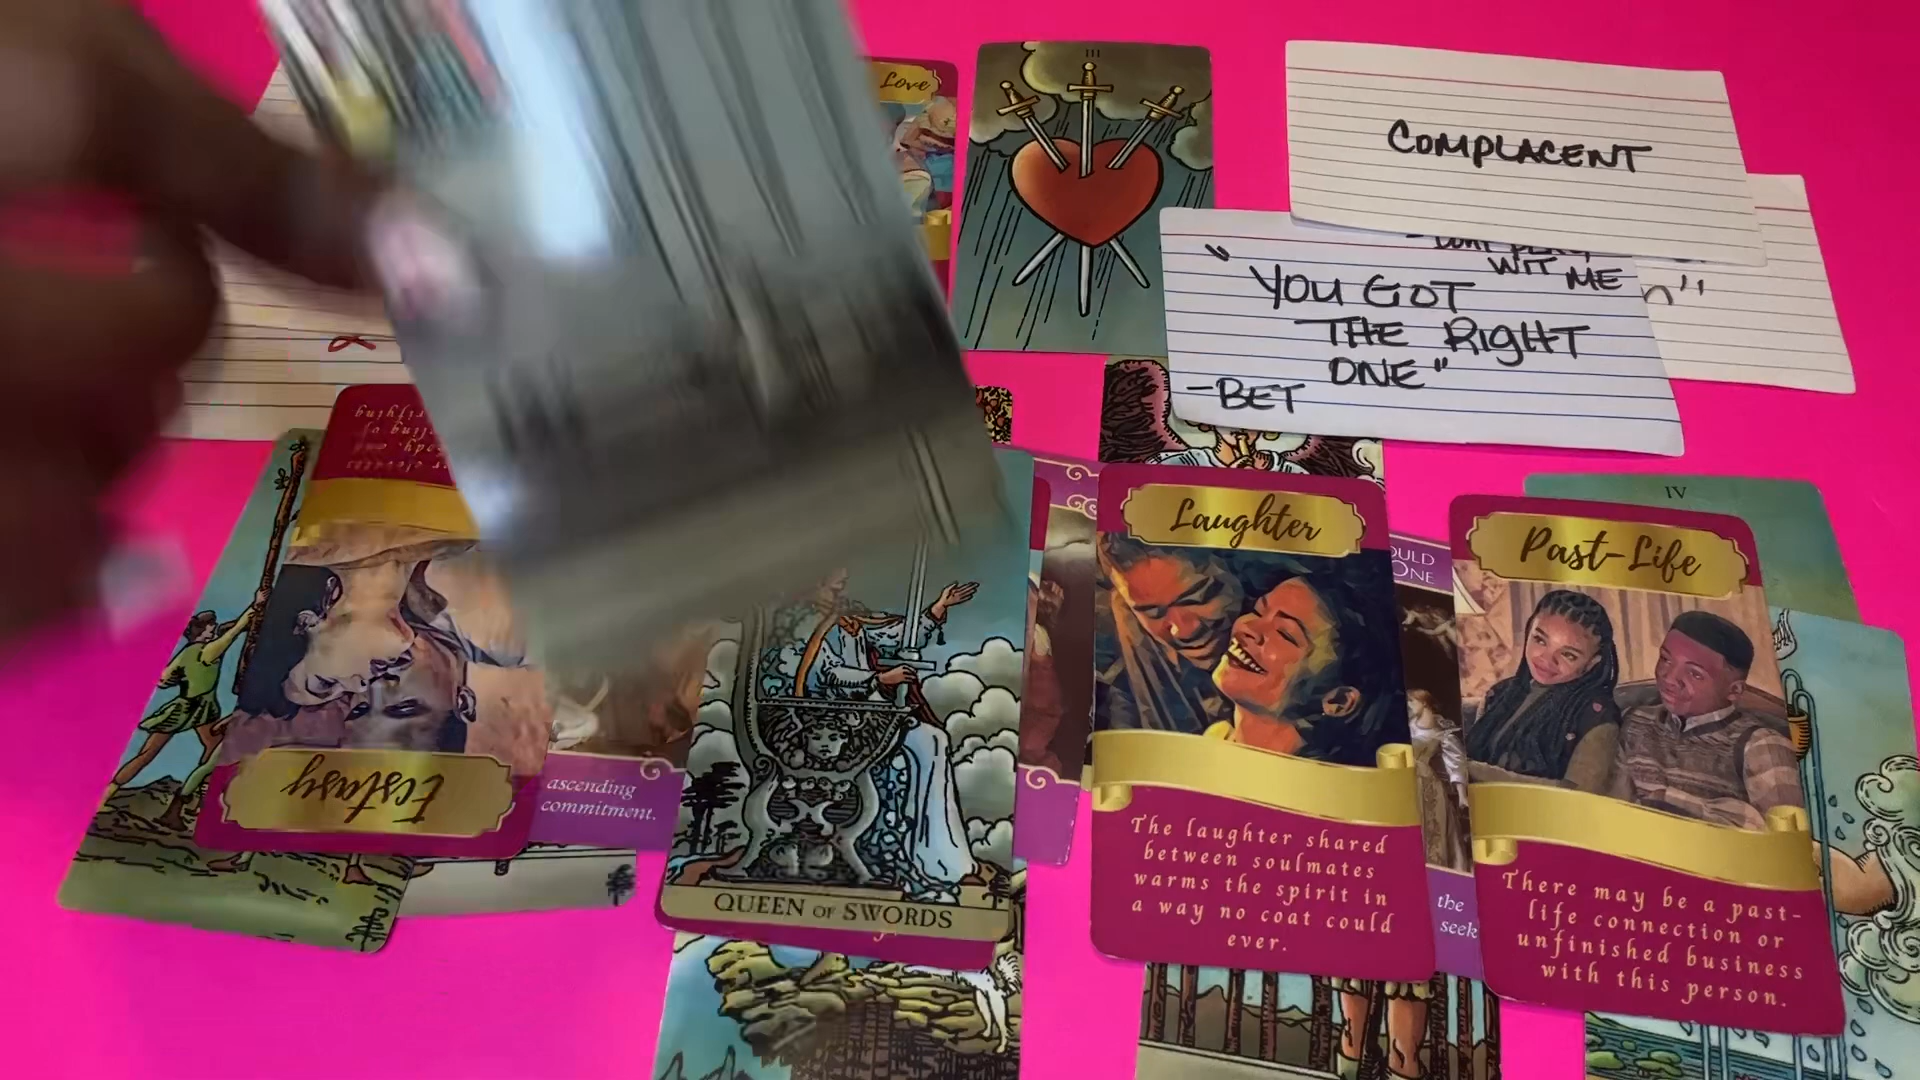 Love
III
COMPLACENT
WIT ME
"YOU GOT
THE RIGHT
ONE"
-BET
n"
IV
Laughter
OULD
ONE
Past-Life
Ecstasy
ascending
commitment.
QUEEN OF SWORDS
The laughter shared
between soulmates
warms the spirit in
a way no coat could
ever.
the
seek
There may be a past-
life connection or
unfinished business
with this person.